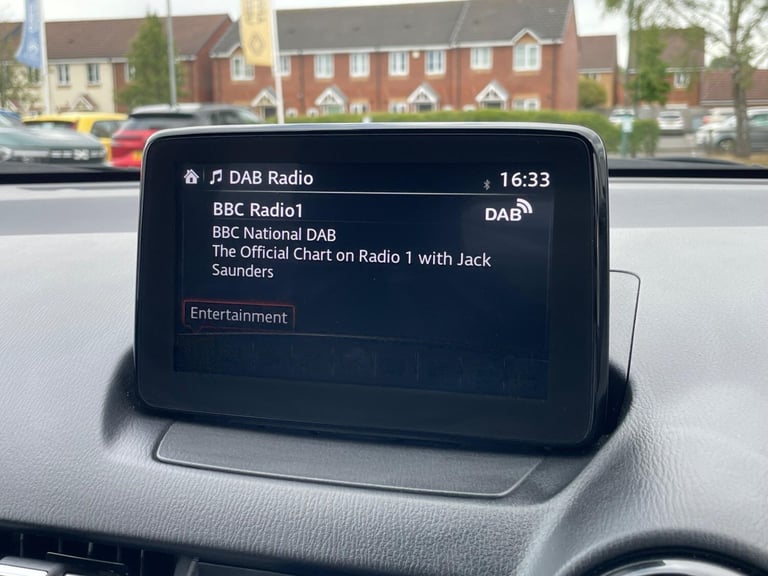 DAB Radio
16:33
BBC Radio1
DAB
BBC National DAB
The Official Chart on Radio 1 with Jack
Saunders
Entertainment